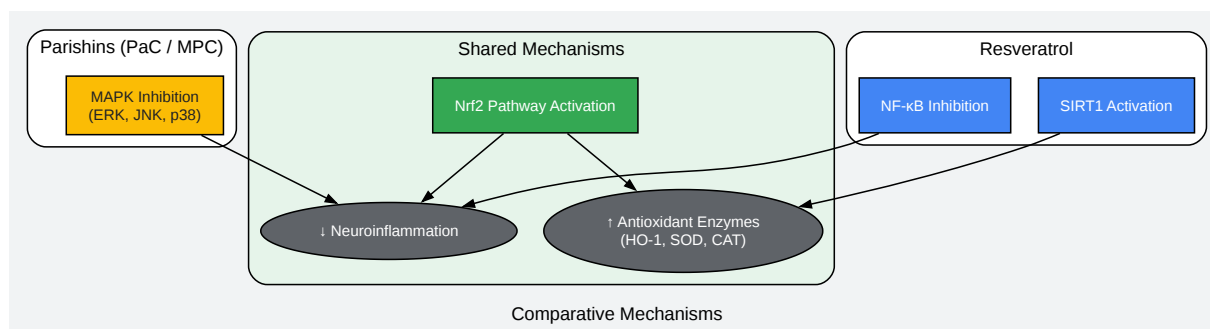 Parishins (PaC / MPC)
MAPK Inhibition
(ERK, JNK, p38)
Shared Mechanisms
Nrf2 Pathway Activation
Resveratrol
NF-κB Inhibition
SIRT1 Activation
↓ Neuroinflammation
↑ Antioxidant Enzymes
(HO-1, SOD, CAT)
Comparative Mechanisms